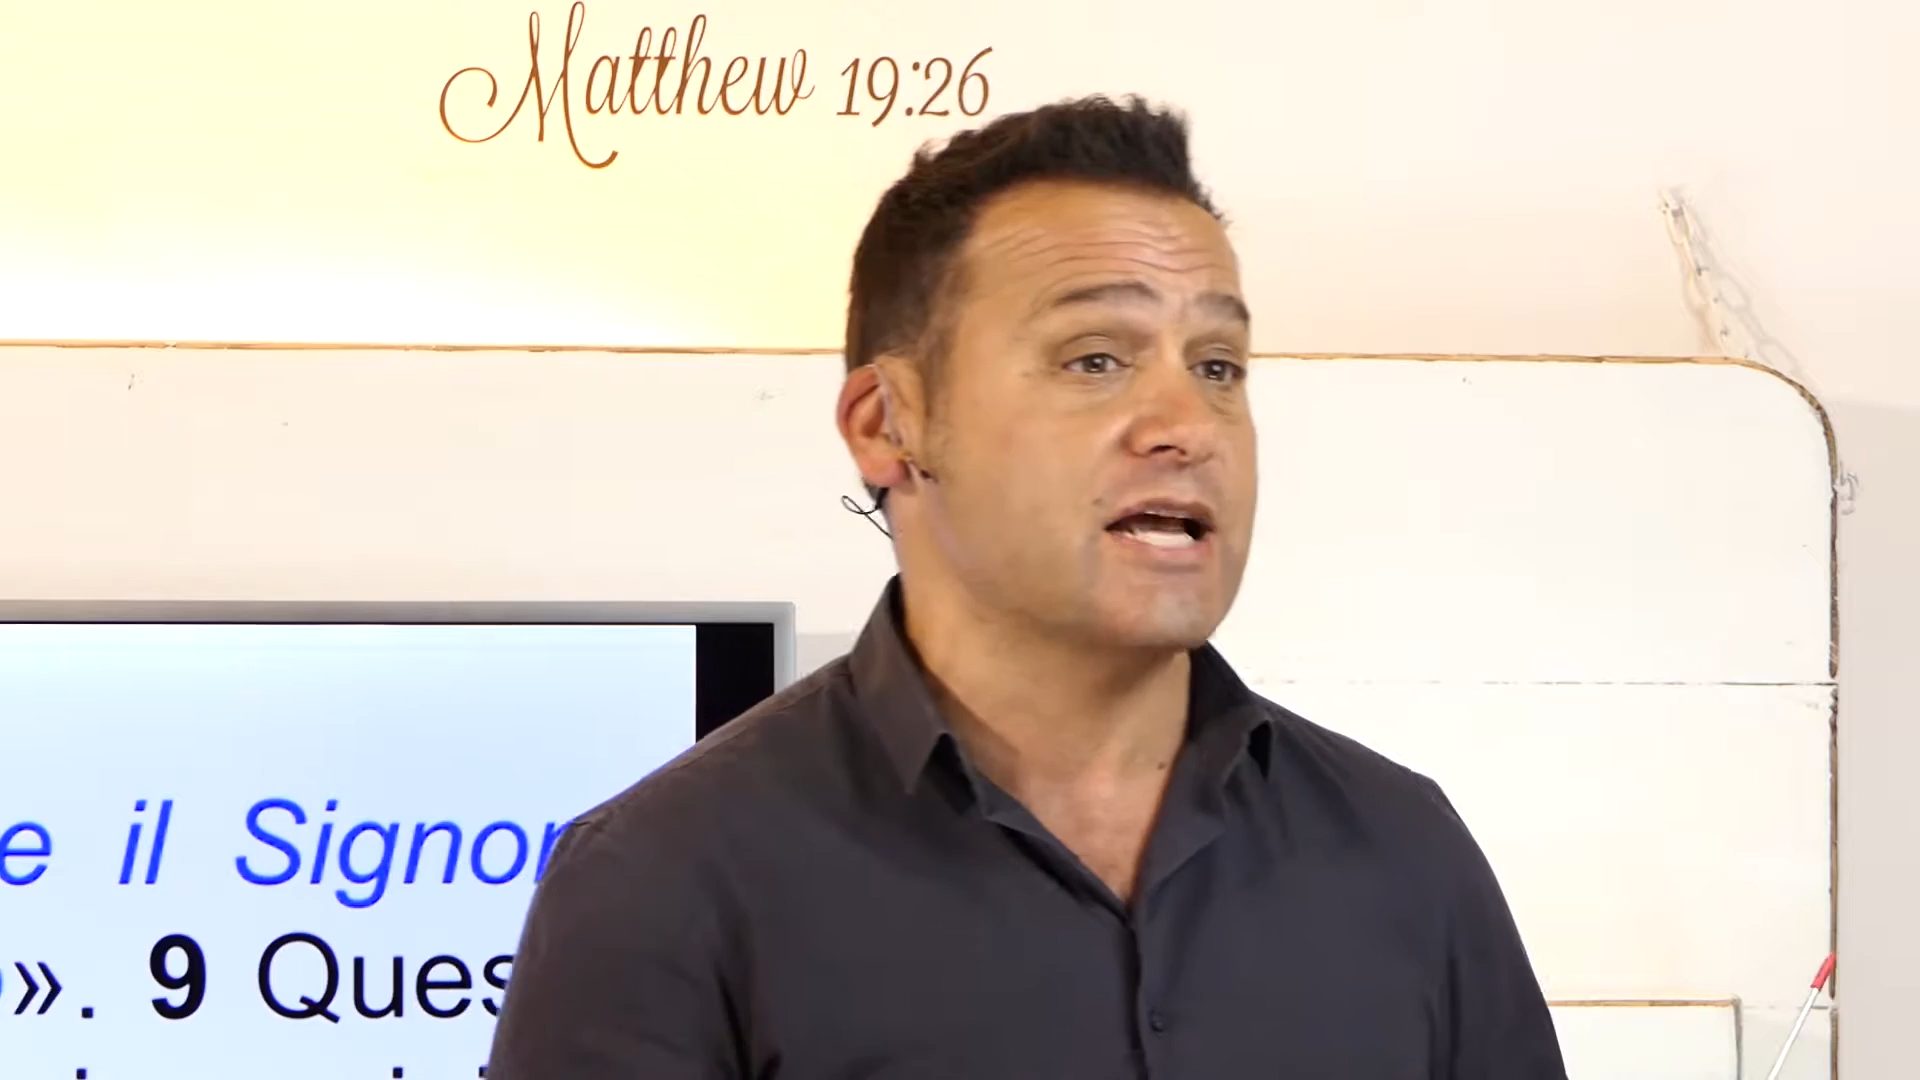 Matthew 19:26
e il Signor
». 9 Ques